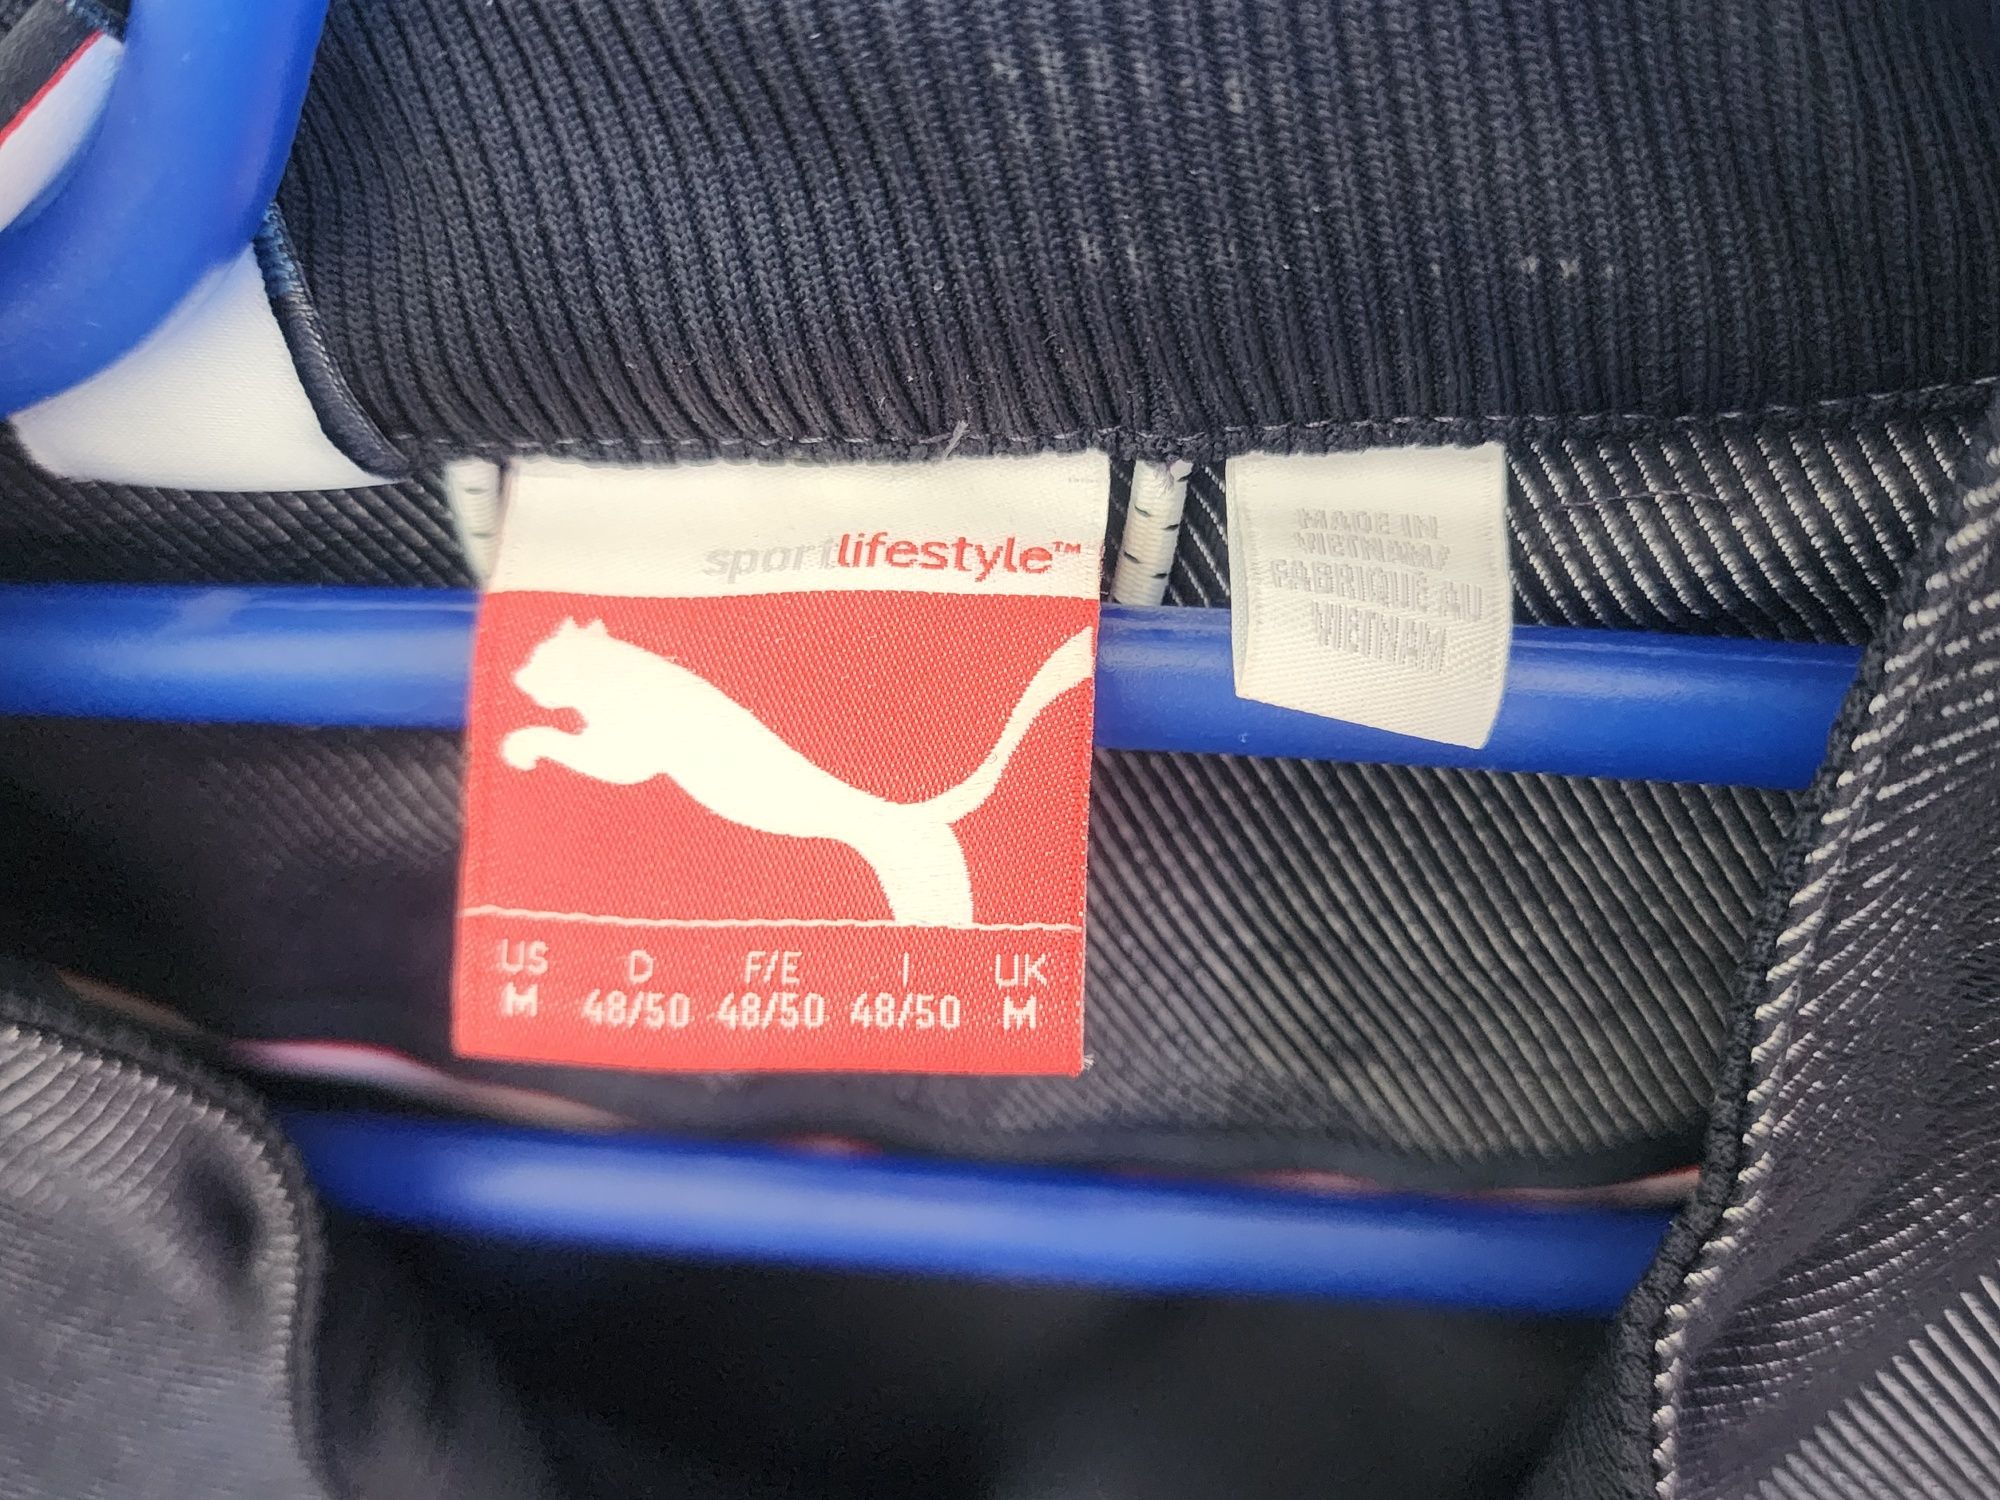 sportlifestyle™
US D F/E I UK
M 48/50 48/50 48/50 M
MADE IN
VIETNAM/
FABRIQUÉ AU
VIETNAM